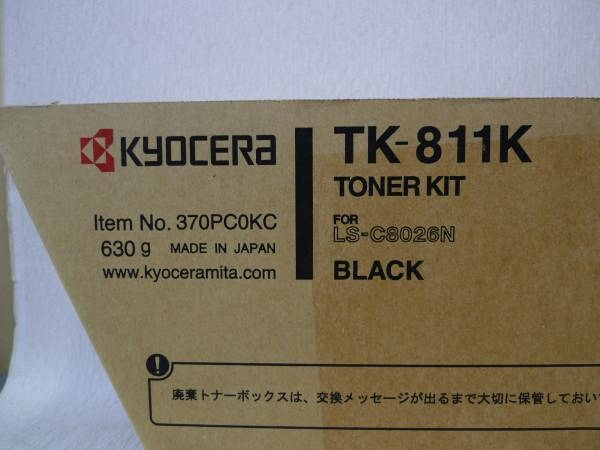 KYOCERA
TK-811K
TONER KIT
Item No. 370PC0KC
630 g MADE IN JAPAN
www.kyoceramita.com
FOR
LS-C8026N
BLACK
廃棄トナーボックスは、交換メッセージが出るまで大切に保管しておい